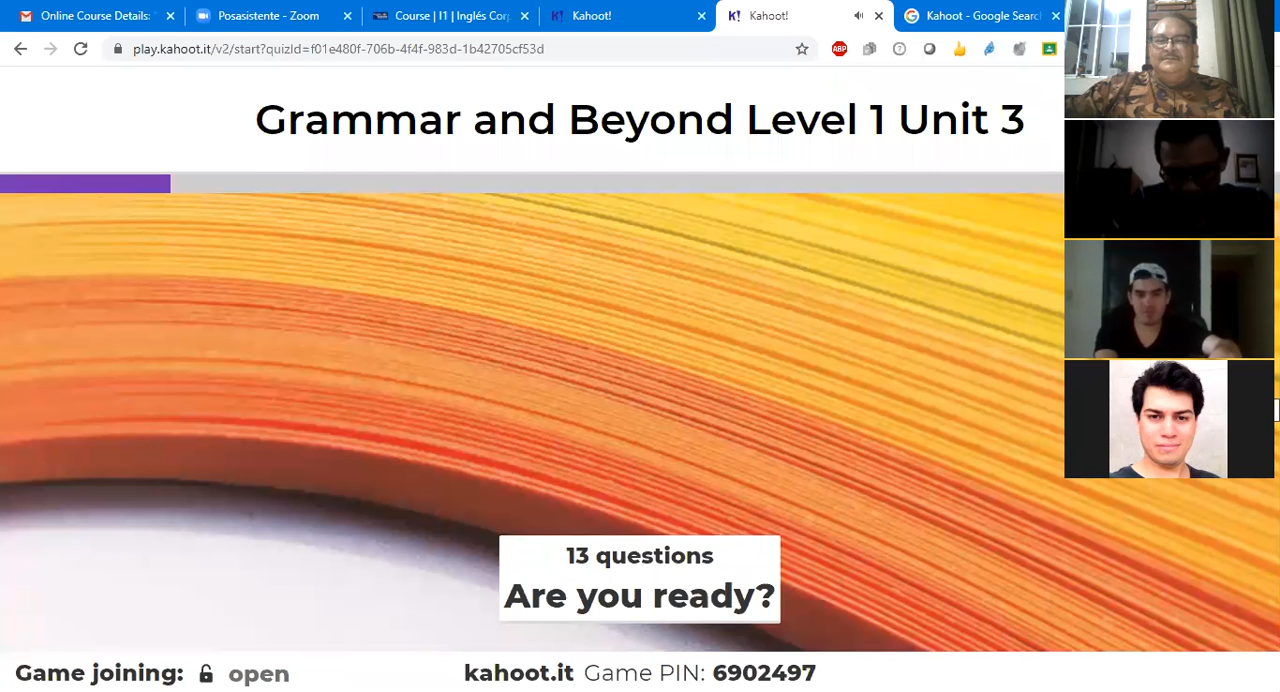 Online Course Details: "
Posasistente - Zoom
Course | I1 | Inglés Corp
K! Kahoot!
K! Kahoot!
G Kahoot - Google Search
play.kahoot.it/v2/start?quizId=f01e480f-706b-4f4f-983d-1b42705cf53d
ABP
Grammar and Beyond Level 1 Unit 3
13 questions
Are you ready?
Game joining: open kahoot.it Game PIN: 6902497